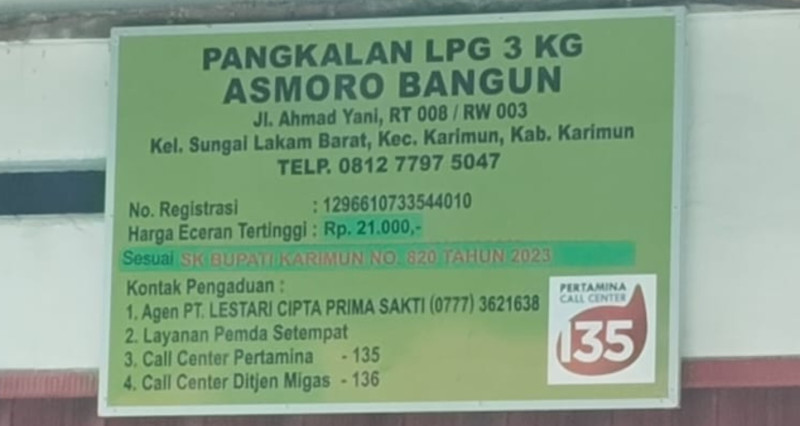 PANGKALAN LPG 3 KG
ASMORO BANGUN
Jl. Ahmad Yani, RT 008 / RW 003
Kel. Sungai Lakam Barat, Kec. Karimun, Kab. Karimun
TELP. 0812 7797 5047
No. Registrasi : 1296610733544010
Harga Eceran Tertinggi : Rp. 21.000,-
Sesuai SK BUPATI KARIMUN NO. 820 TAHUN 2023
Kontak Pengaduan :
1. Agen PT. LESTARI CIPTA PRIMA SAKTI (0777) 3621638
2. Layanan Pemda Setempat
3. Call Center Pertamina - 135
4. Call Center Ditjen Migas - 136
PERTAMINA
CALL CENTER
135